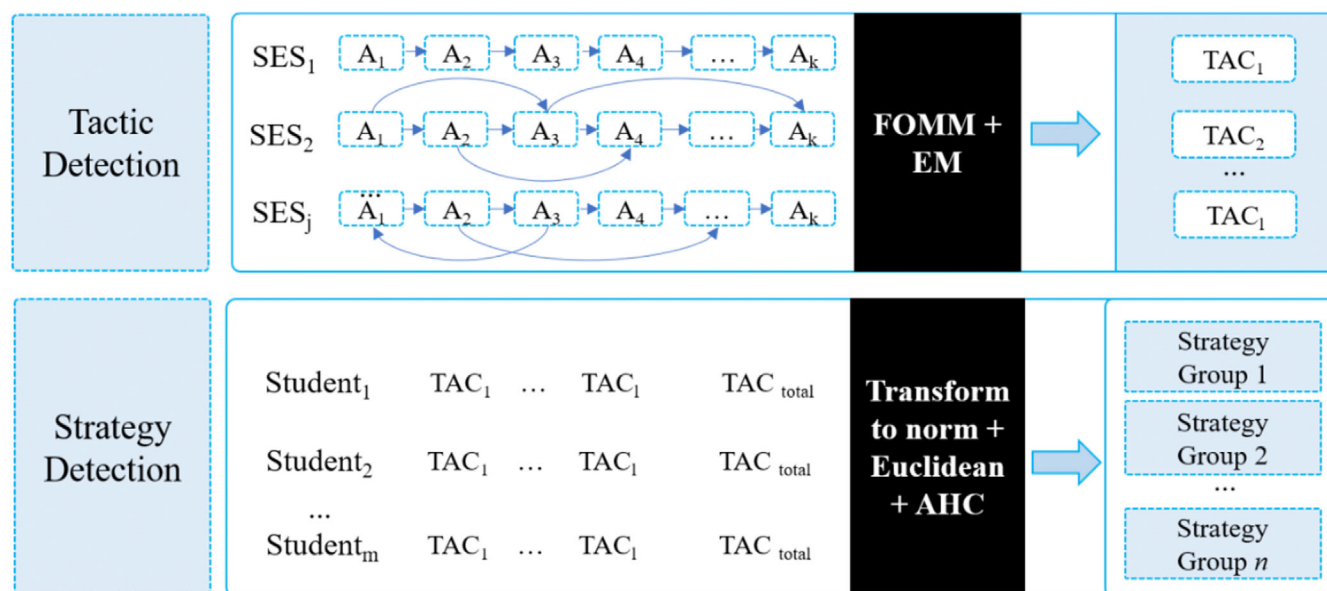 Tactic
Detection
SES₁ A₁ A₂ A₃ A₄ … Aₖ
SES₂ A₁ A₂ A₃ A₄ … Aₖ
...
SESⱼ A₁ A₂ A₃ A₄ … Aₖ
FOMM +
EM
TAC₁
TAC₂
...
TACₗ
Strategy
Detection
Student₁ TAC₁ … TACₗ TAC total
Student₂ TAC₁ … TACₗ TAC total
...
Studentₘ TAC₁ … TACₗ TAC total
Transform
to norm +
Euclidean
+ AHC
Strategy
Group 1
Strategy
Group 2
...
Strategy
Group n